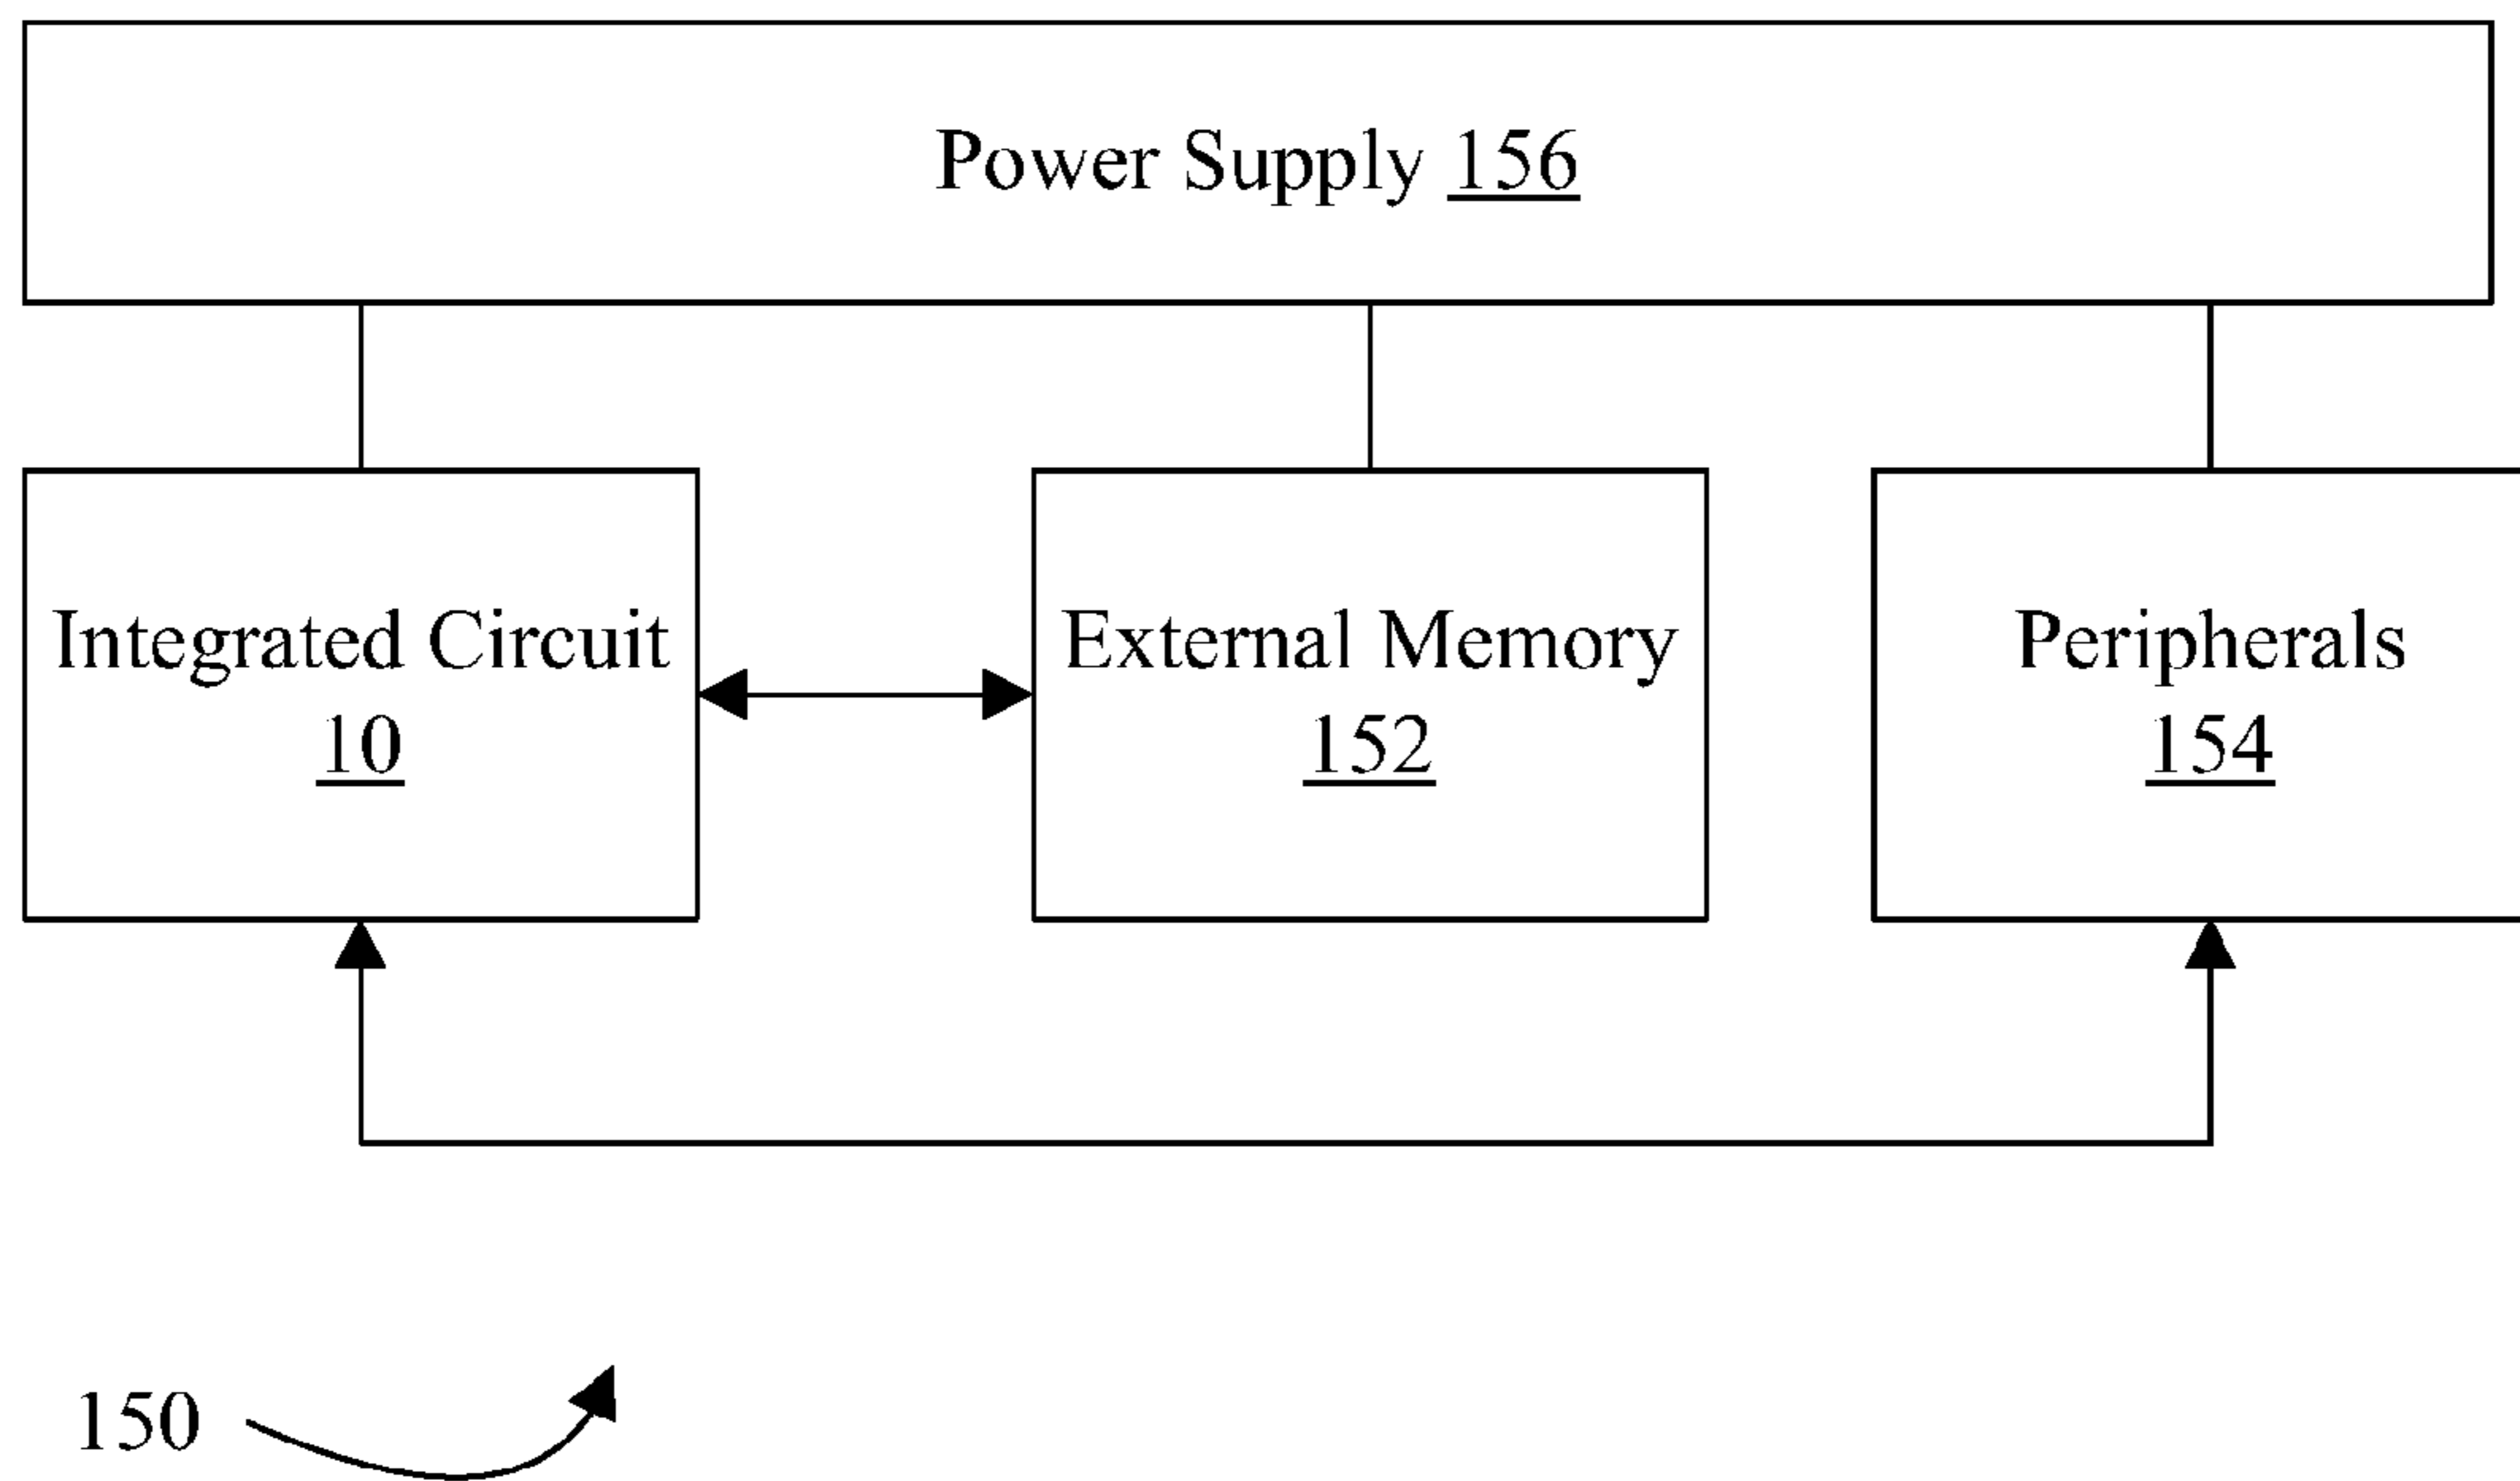 Power Supply 156
Integrated Circuit
10
External Memory
152
Peripherals
154
150